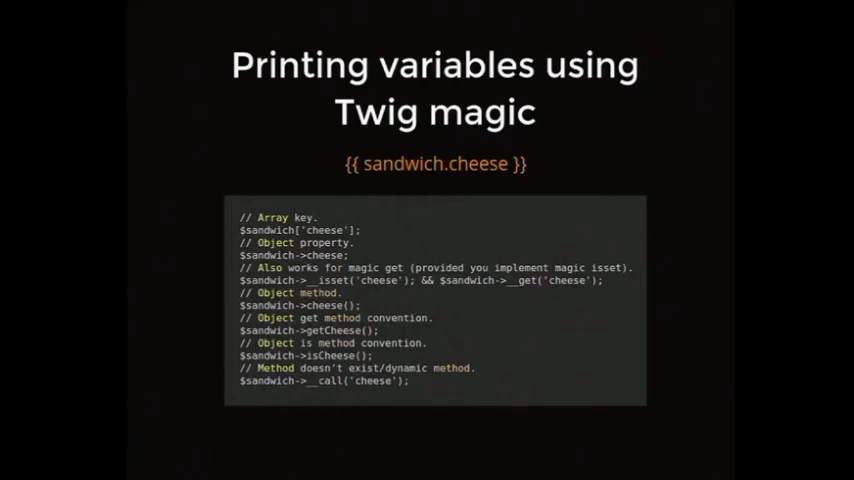 Printing variables using
Twig magic
{{ sandwich.cheese }}
// Array key.
$sandwich['cheese'];
// Object property.
$sandwich->cheese;
// Also works for magic get (provided you implement magic isset).
$sandwich->__isset('cheese'); && $sandwich->__get('cheese');
// Object method.
$sandwich->cheese();
// Object get method convention.
$sandwich->getCheese();
// Object is method convention.
$sandwich->isCheese();
// Method doesn't exist/dynamic method.
$sandwich->__call('cheese');